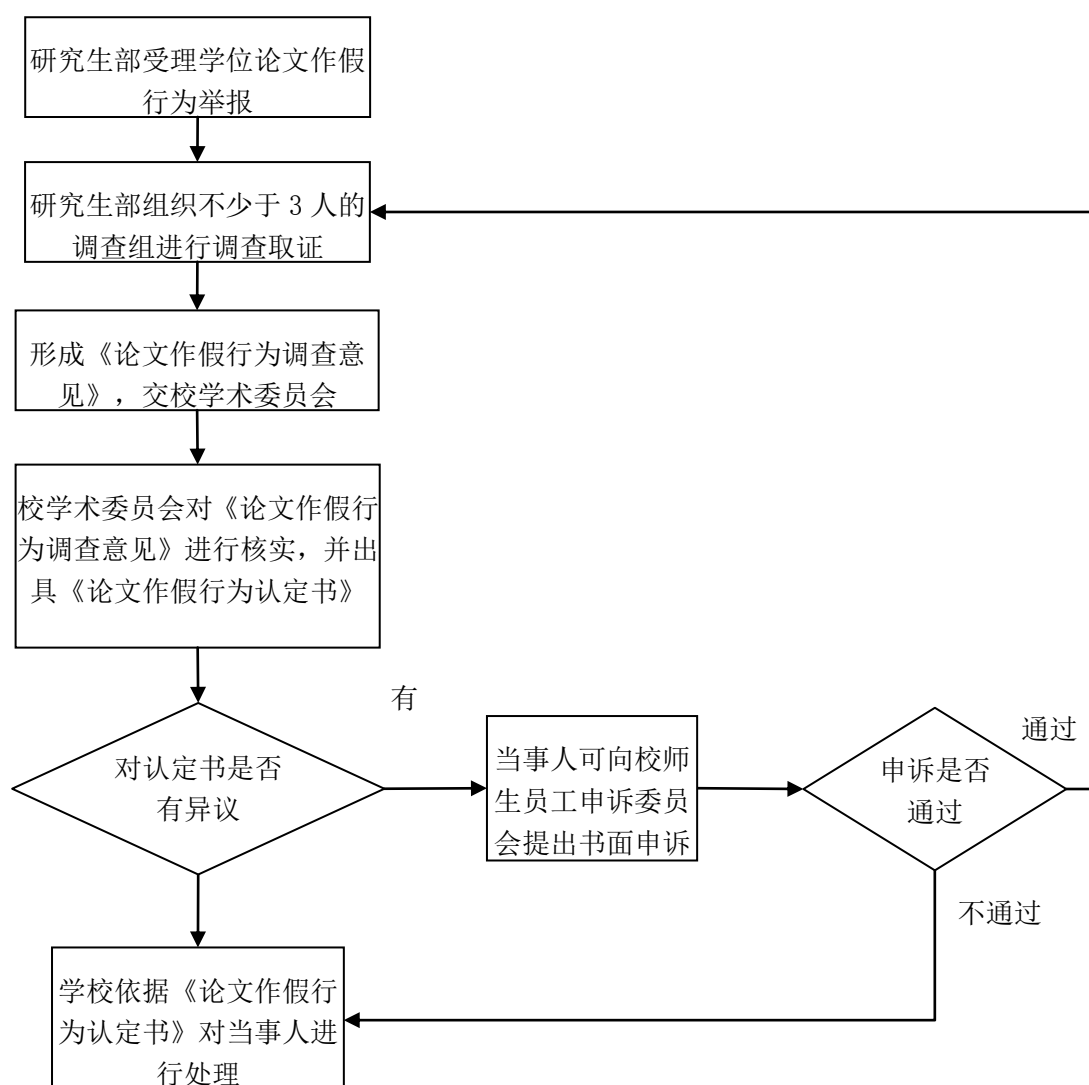 研究生部受理学位论文作假
行为举报
研究生部组织不少于 3 人的
调查组进行调查取证
形成《论文作假行为调查意
见》，交校学术委员会
校学术委员会对《论文作假行
为调查意见》进行核实，并出
具《论文作假行为认定书》
对认定书是否
有异议
有
当事人可向校师
生员工申诉委员
会提出书面申诉
申诉是否
通过
通过
不通过
学校依据《论文作假行
为认定书》对当事人进
行处理